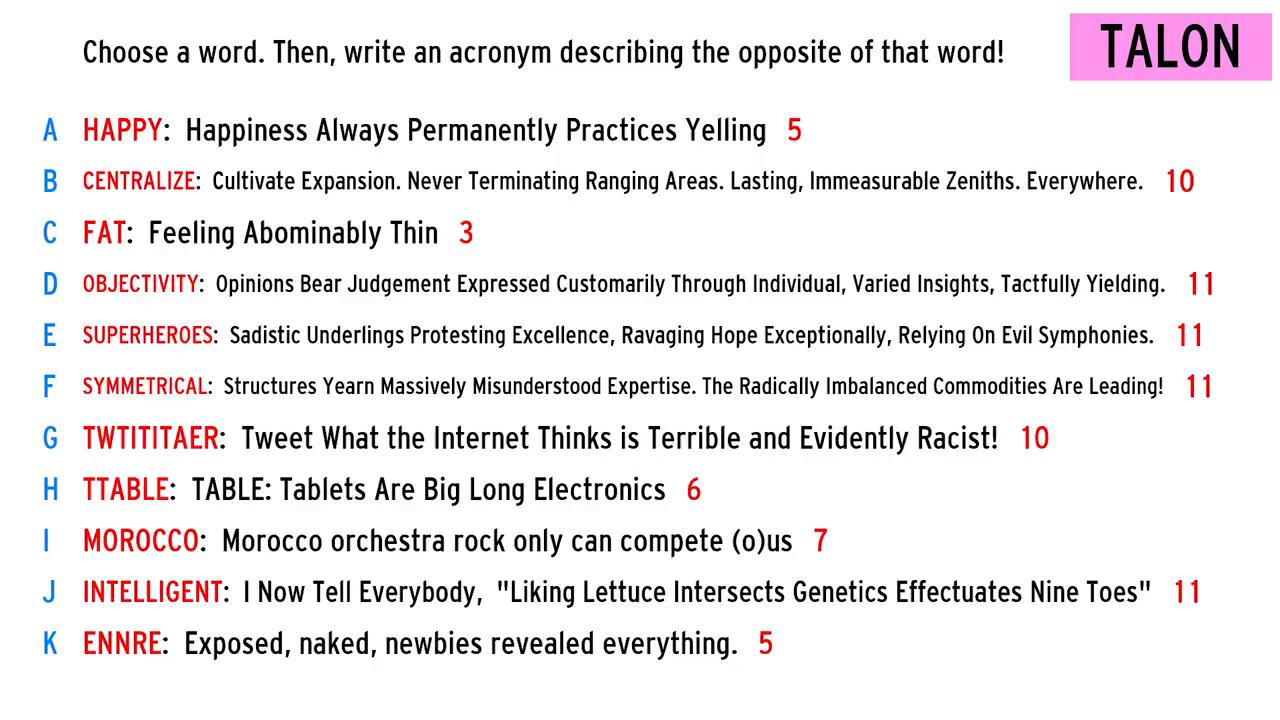 Choose a word. Then, write an acronym describing the opposite of that word!
TALON
A HAPPY: Happiness Always Permanently Practices Yelling 5
B CENTRALIZE: Cultivate Expansion. Never Terminating Ranging Areas. Lasting, Immeasurable Zeniths. Everywhere. 10
C FAT: Feeling Abominably Thin 3
D OBJECTIVITY: Opinions Bear Judgement Expressed Customarily Through Individual, Varied Insights, Tactfully Yielding. 11
E SUPERHEROES: Sadistic Underlings Protesting Excellence, Ravaging Hope Exceptionally, Relying On Evil Symphonies. 11
F SYMMETRICAL: Structures Yearn Massively Misunderstood Expertise. The Radically Imbalanced Commodities Are Leading! 11
G TWTITITAER: Tweet What the Internet Thinks is Terrible and Evidently Racist! 10
H TTABLE: TABLE: Tablets Are Big Long Electronics 6
I MOROCCO: Morocco orchestra rock only can compete (o)us 7
J INTELLIGENT: I Now Tell Everybody, "Liking Lettuce Intersects Genetics Effectuates Nine Toes" 11
K ENNRE: Exposed, naked, newbies revealed everything. 5